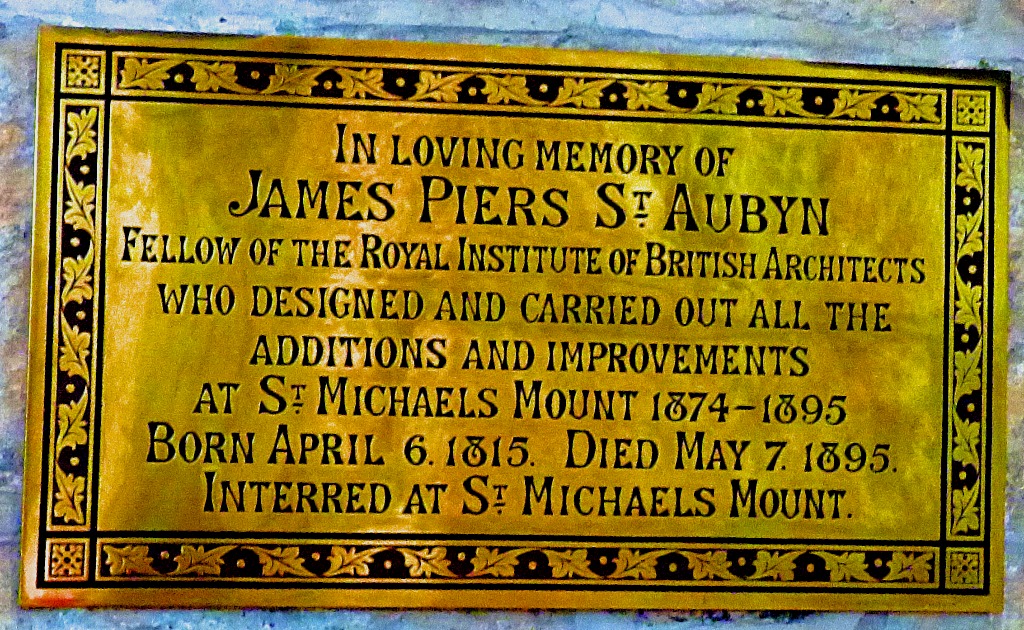 IN LOVING MEMORY OF
JAMES PIERS ST AUBYN
FELLOW OF THE ROYAL INSTITUTE OF BRITISH ARCHITECTS
WHO DESIGNED AND CARRIED OUT ALL THE
ADDITIONS AND IMPROVEMENTS
AT ST MICHAELS MOUNT 1874-1895
BORN APRIL 6. 1815. DIED MAY 7. 1895.
INTERRED AT ST MICHAELS MOUNT.